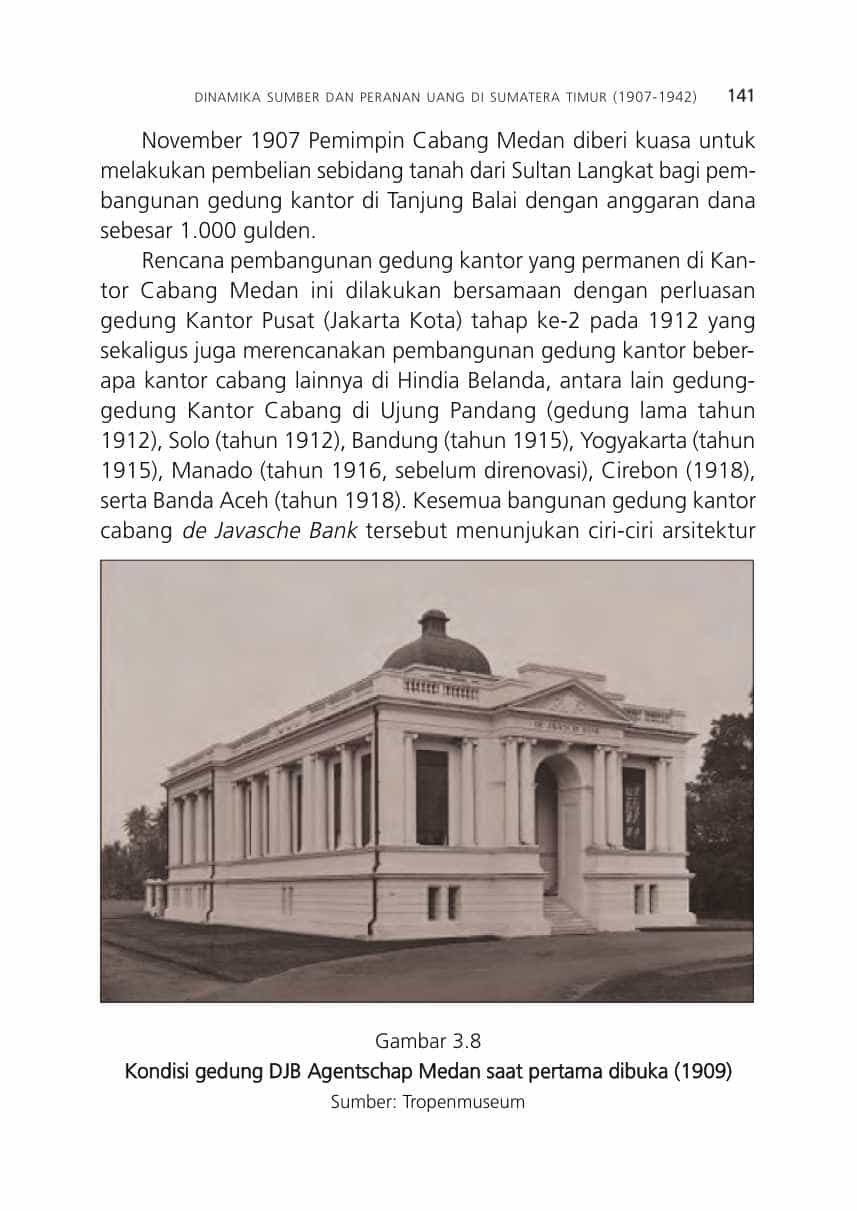 DINAMIKA SUMBER DAN PERANAN UANG DI SUMATERA TIMUR (1907-1942) 141
November 1907 Pemimpin Cabang Medan diberi kuasa untuk
melakukan pembelian sebidang tanah dari Sultan Langkat bagi pem-
bangunan gedung kantor di Tanjung Balai dengan anggaran dana
sebesar 1.000 gulden.
Rencana pembangunan gedung kantor yang permanen di Kan-
tor Cabang Medan ini dilakukan bersamaan dengan perluasan
gedung Kantor Pusat (Jakarta Kota) tahap ke-2 pada 1912 yang
sekaligus juga merencanakan pembangunan gedung kantor beber-
apa kantor cabang lainnya di Hindia Belanda, antara lain gedung-
gedung Kantor Cabang di Ujung Pandang (gedung lama tahun
1912), Solo (tahun 1912), Bandung (tahun 1915), Yogyakarta (tahun
1915), Manado (tahun 1916, sebelum direnovasi), Cirebon (1918),
serta Banda Aceh (tahun 1918). Kesemua bangunan gedung kantor
cabang de Javasche Bank tersebut menunjukan ciri-ciri arsitektur
DE JAVASCHE BANK
Gambar 3.8
Kondisi gedung DJB Agentschap Medan saat pertama dibuka (1909)
Sumber: Tropenmuseum